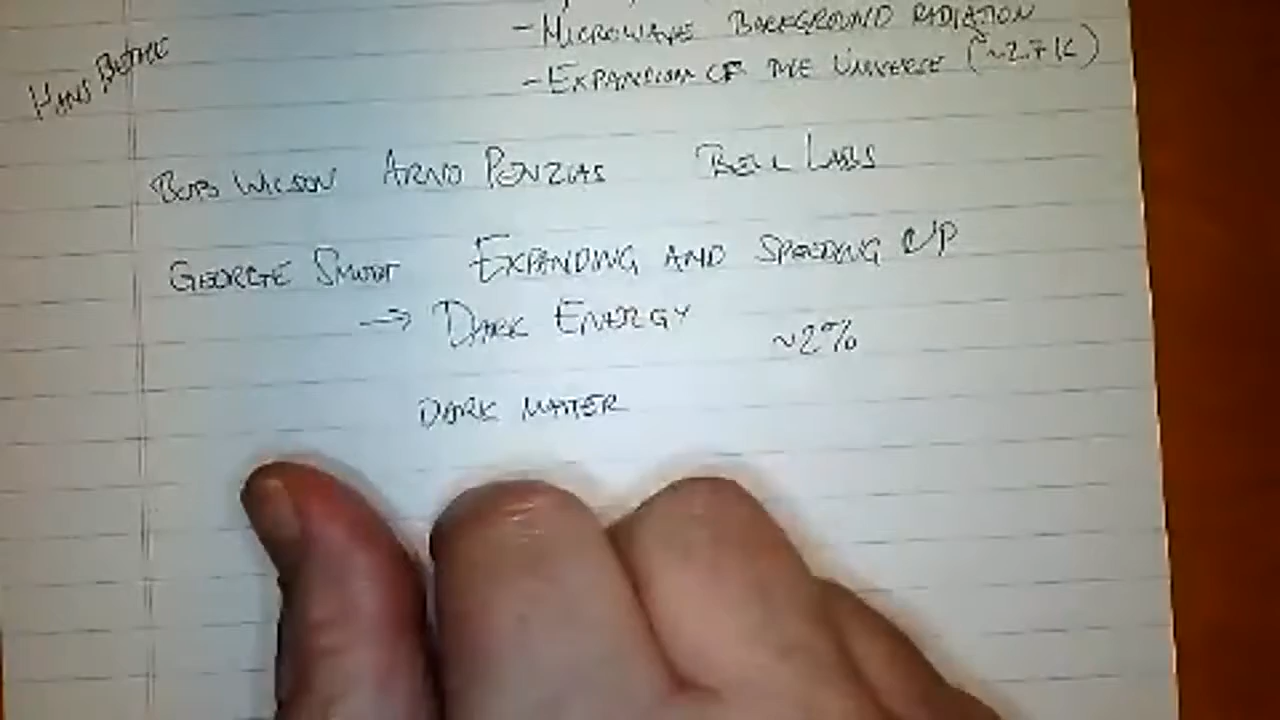 - MICROWAVE BACKGROUND RADIATION
- EXPANSION OF THE UNIVERSE (~2.7K)
HANS BETHE
BOB WILSON ARNO PENZIAS BELL LABS
GEORGE SMOOT EXPANDING AND SPEEDING UP
→ DARK ENERGY ~2%
DARK MATTER